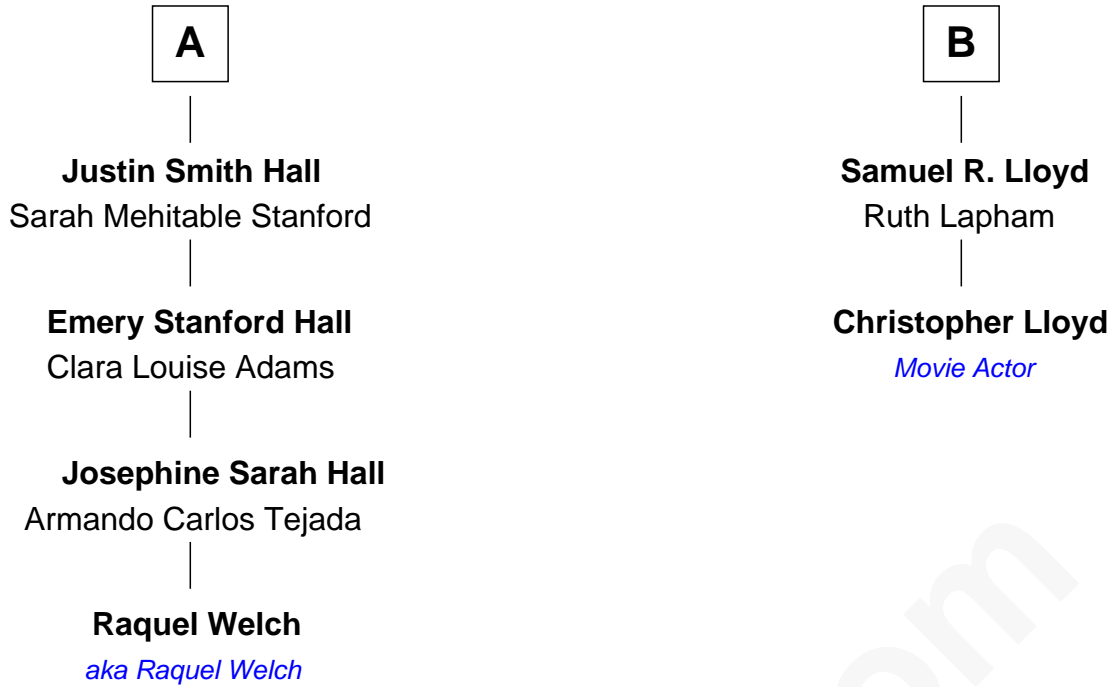 A
B
Justin Smith Hall
Sarah Mehitable Stanford
Samuel R. Lloyd
Ruth Lapham
Emery Stanford Hall
Clara Louise Adams
Christopher Lloyd
Movie Actor
Josephine Sarah Hall
Armando Carlos Tejada
Raquel Welch
aka Raquel Welch
om